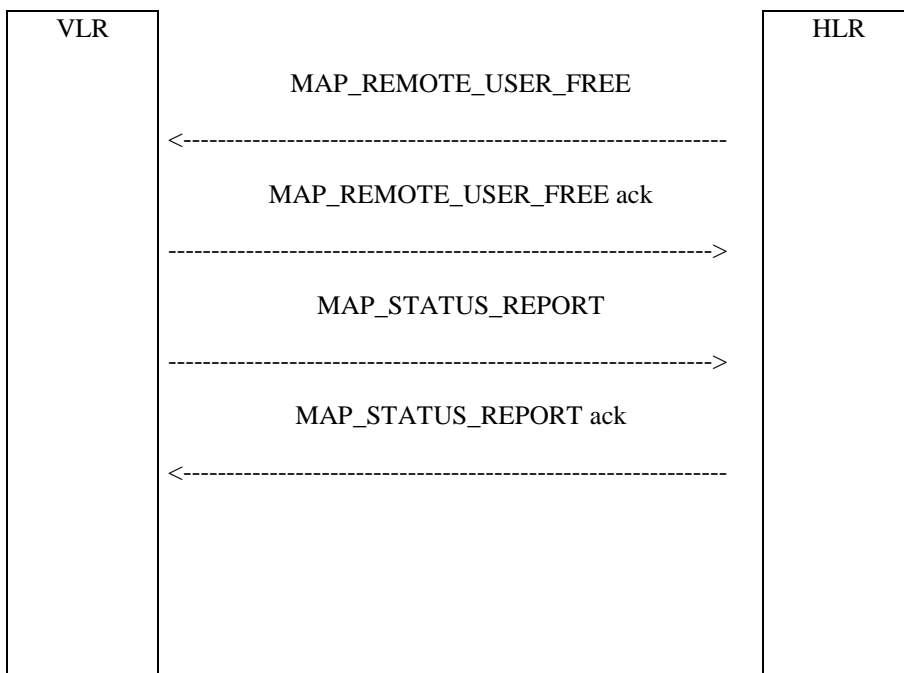 VLR
HLR
MAP_REMOTE_USER_FREE
<---------------------------------------------------------------
MAP_REMOTE_USER_FREE ack
--------------------------------------------------------------->
MAP_STATUS_REPORT
--------------------------------------------------------------->
MAP_STATUS_REPORT ack
<---------------------------------------------------------------